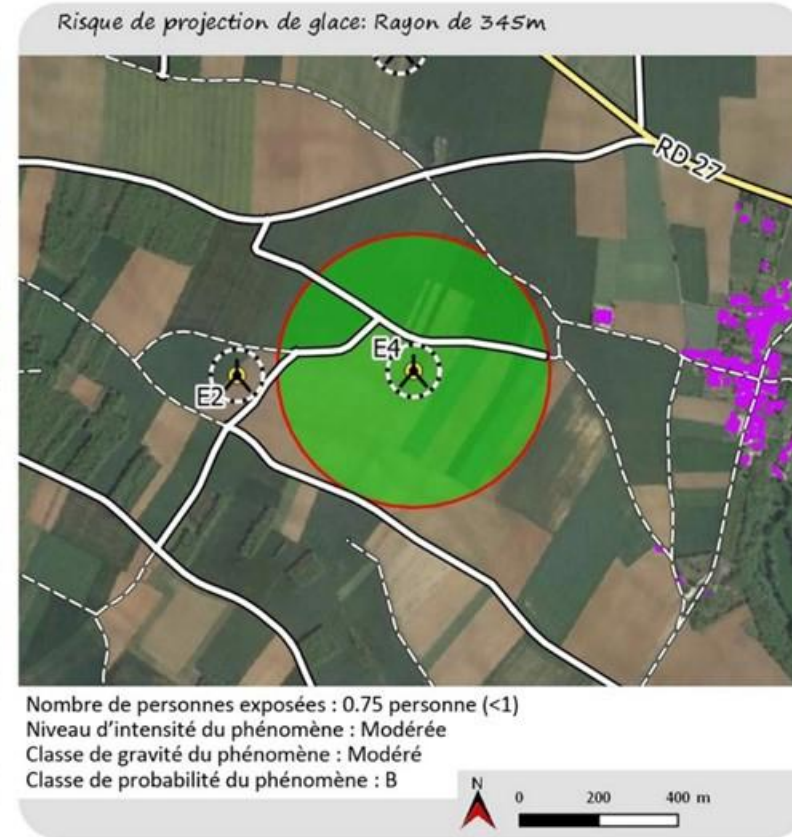 Risque de projection de glace: Rayon de 345m
RD 27
E4
E2
Nombre de personnes exposées : 0.75 personne (<1)
Niveau d'intensité du phénomène : Modérée
Classe de gravité du phénomène : Modéré
Classe de probabilité du phénomène : B
N
0 200 400 m